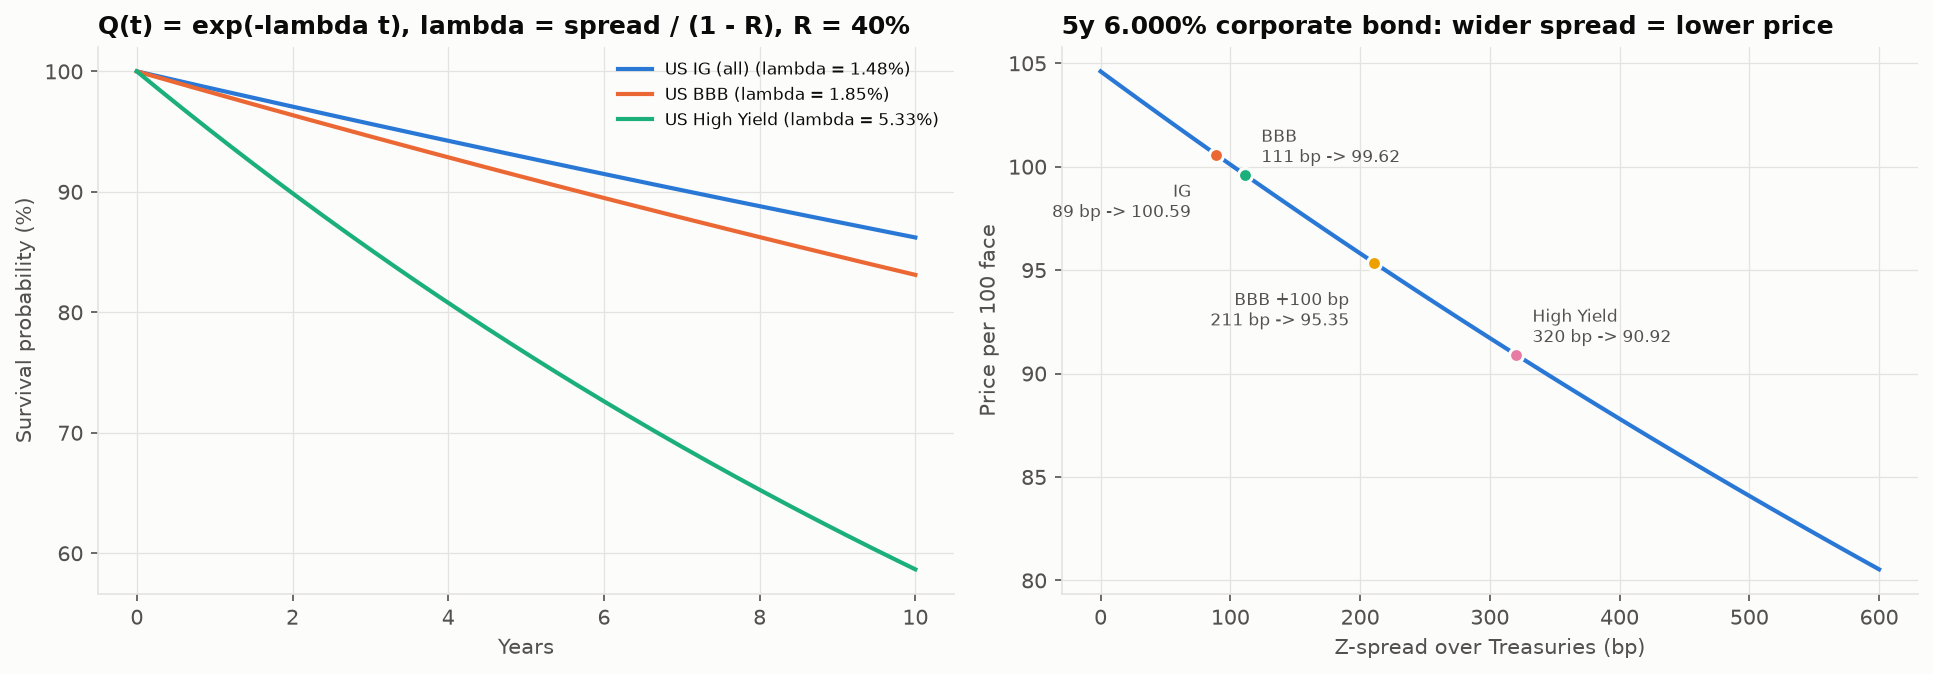 Q(t) = exp(-lambda t), lambda = spread / (1 - R), R = 40%
US IG (all) (lambda = 1.48%)
US BBB (lambda = 1.85%)
US High Yield (lambda = 5.33%)
Survival probability (%)
100
90
80
70
60
0
2
4
6
8
10
Years
5y 6.000% corporate bond: wider spread = lower price
Price per 100 face
105
100
95
90
85
80
BBB
111 bp -> 99.62
IG
89 bp -> 100.59
BBB +100 bp
211 bp -> 95.35
High Yield
320 bp -> 90.92
0
100
200
300
400
500
600
Z-spread over Treasuries (bp)